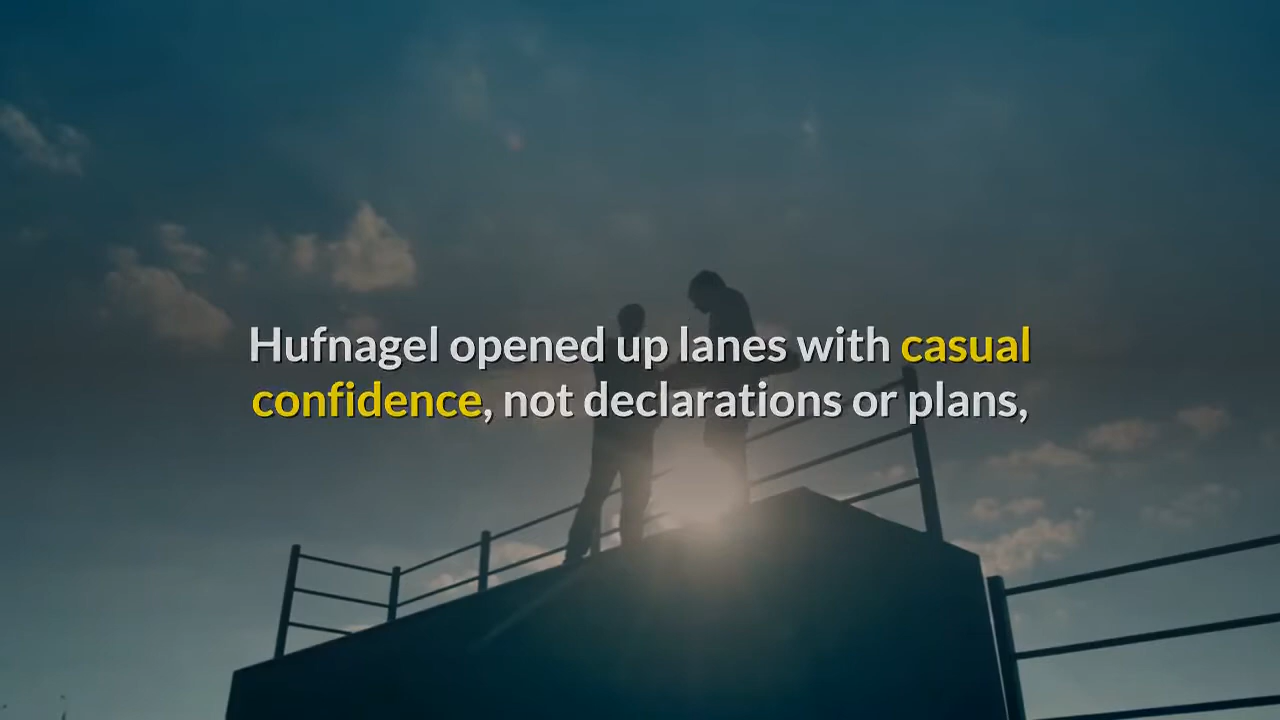 Hufnagel opened up lanes with casual
confidence, not declarations or plans,